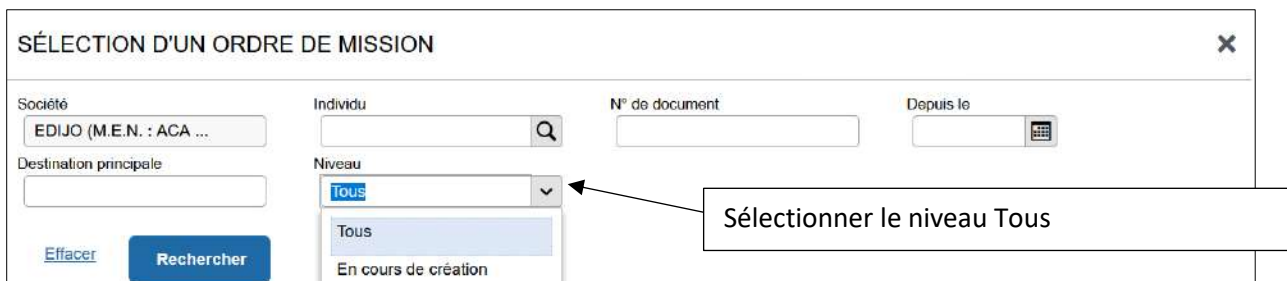 SÉLECTION D'UN ORDRE DE MISSION
Société
Individu
N° de document
Depuis le
EDIJO (M.E.N. : ACA ...
Destination principale
Niveau
Tous
Sélectionner le niveau Tous
Tous
Effacer
Rechercher
En cours de création